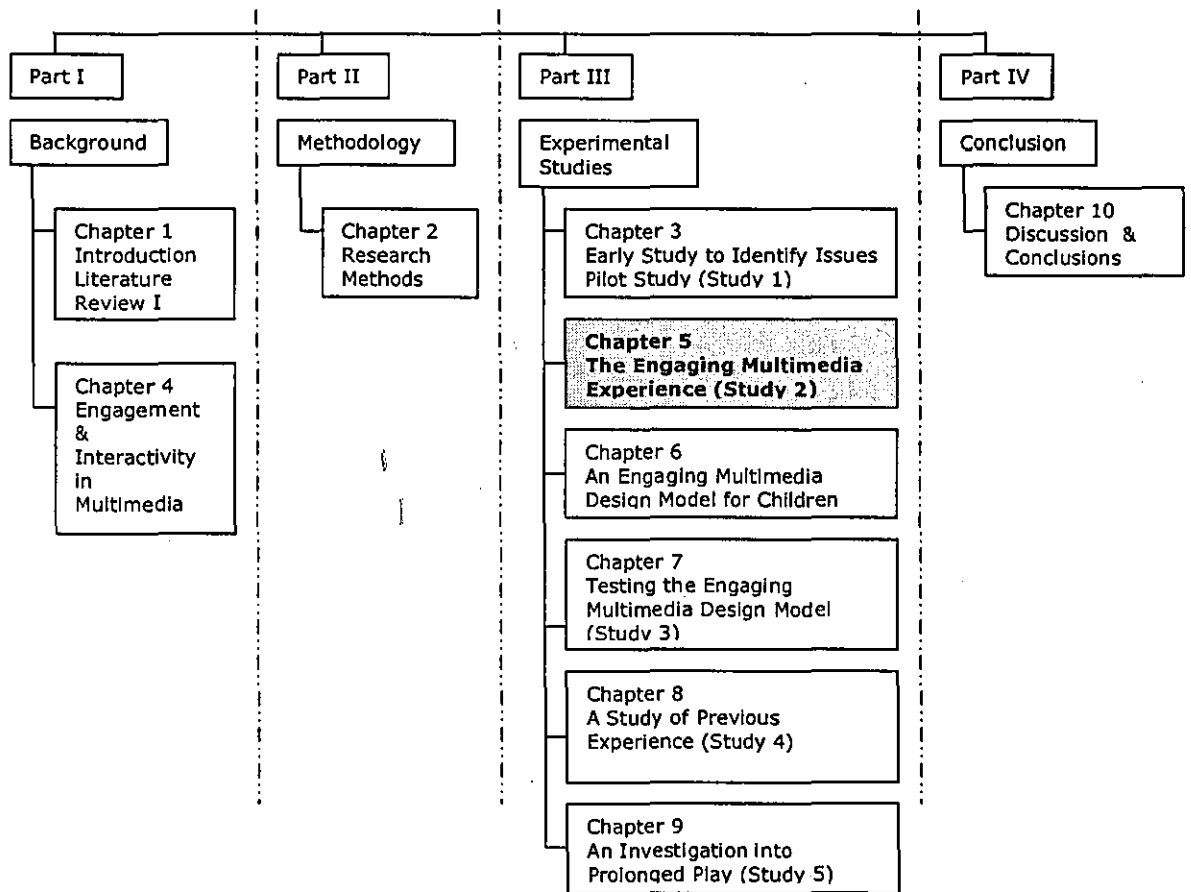 Part I
Background
Chapter 1
Introduction
Literature
Review I
Chapter 4
Engagement
&
Interactivity
in
Multimedia
Part II
Methodology
Chapter 2
Research
Methods
Part III
Experimental
Studies
Chapter 3
Early Study to Identify Issues
Pilot Study (Study 1)
Chapter 5
The Engaging Multimedia
Experience (Study 2)
Chapter 6
An Engaging Multimedia
Design Model for Children
Chapter 7
Testing the Engaging
Multimedia Design Model
(Study 3)
Chapter 8
A Study of Previous
Experience (Study 4)
Chapter 9
An Investigation into
Prolonged Play (Study 5)
Part IV
Conclusion
Chapter 10
Discussion &
Conclusions